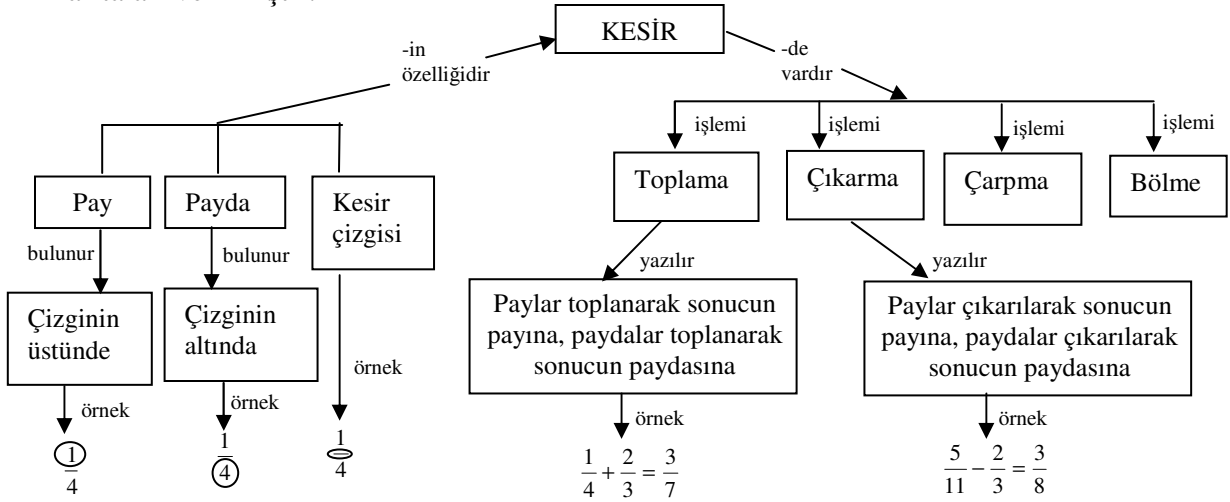 KESİR
-in
özelliğidir
-de
vardır
işlemi
işlemi
işlemi
işlemi
Pay
Payda
Kesir
çizgisi
Toplama
Çıkarma
Çarpma
Bölme
bulunur
bulunur
yazılır
yazılır
Çizginin
üstünde
Çizginin
altında
Paylar toplanarak sonucun
payına, paydalar toplanarak
sonucun paydasına
Paylar çıkarılarak sonucun
payına, paydalar çıkarılarak
sonucun paydasına
örnek
örnek
örnek
örnek
örnek
1/4
1/4
1/4
1/4 + 2/3 = 3/7
5/11 − 2/3 = 3/8